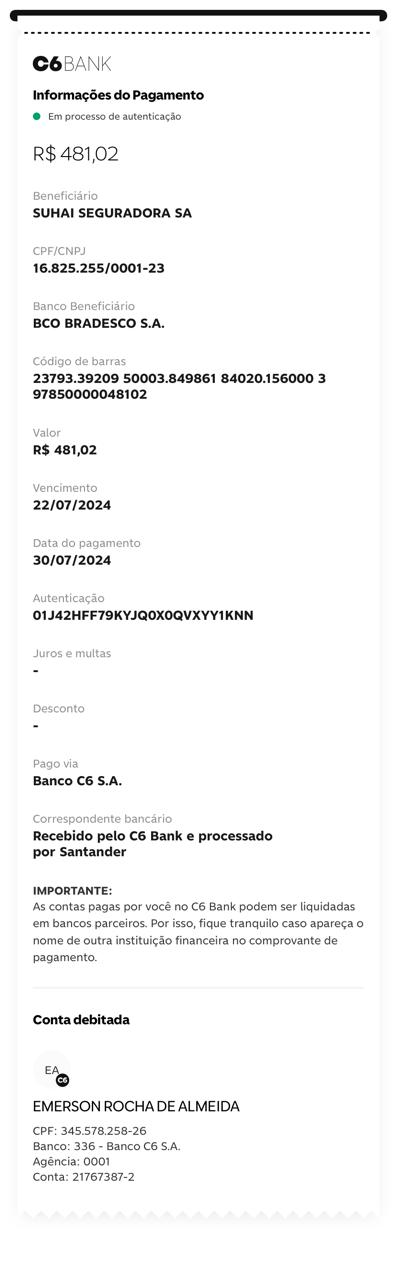 C6BANK
Informações do Pagamento
Em processo de autenticação
R$ 481,02
Beneficiário
SUHAI SEGURADORA SA
CPF/CNPJ
16.825.255/0001-23
Banco Beneficiário
BCO BRADESCO S.A.
Código de barras
23793.39209 50003.849861 84020.156000 3
97850000048102
Valor
R$ 481,02
Vencimento
22/07/2024
Data do pagamento
30/07/2024
Autenticação
01J42HFF79KYJQ0X0QVXYY1KNN
Juros e multas
-
Desconto
-
Pago via
Banco C6 S.A.
Correspondente bancário
Recebido pelo C6 Bank e processado
por Santander
IMPORTANTE:
As contas pagas por você no C6 Bank podem ser liquidadas
em bancos parceiros. Por isso, fique tranquilo caso apareça o
nome de outra instituição financeira no comprovante de
pagamento.
Conta debitada
EA
C6
EMERSON ROCHA DE ALMEIDA
CPF: 345.578.258-26
Banco: 336 - Banco C6 S.A.
Agência: 0001
Conta: 21767387-2